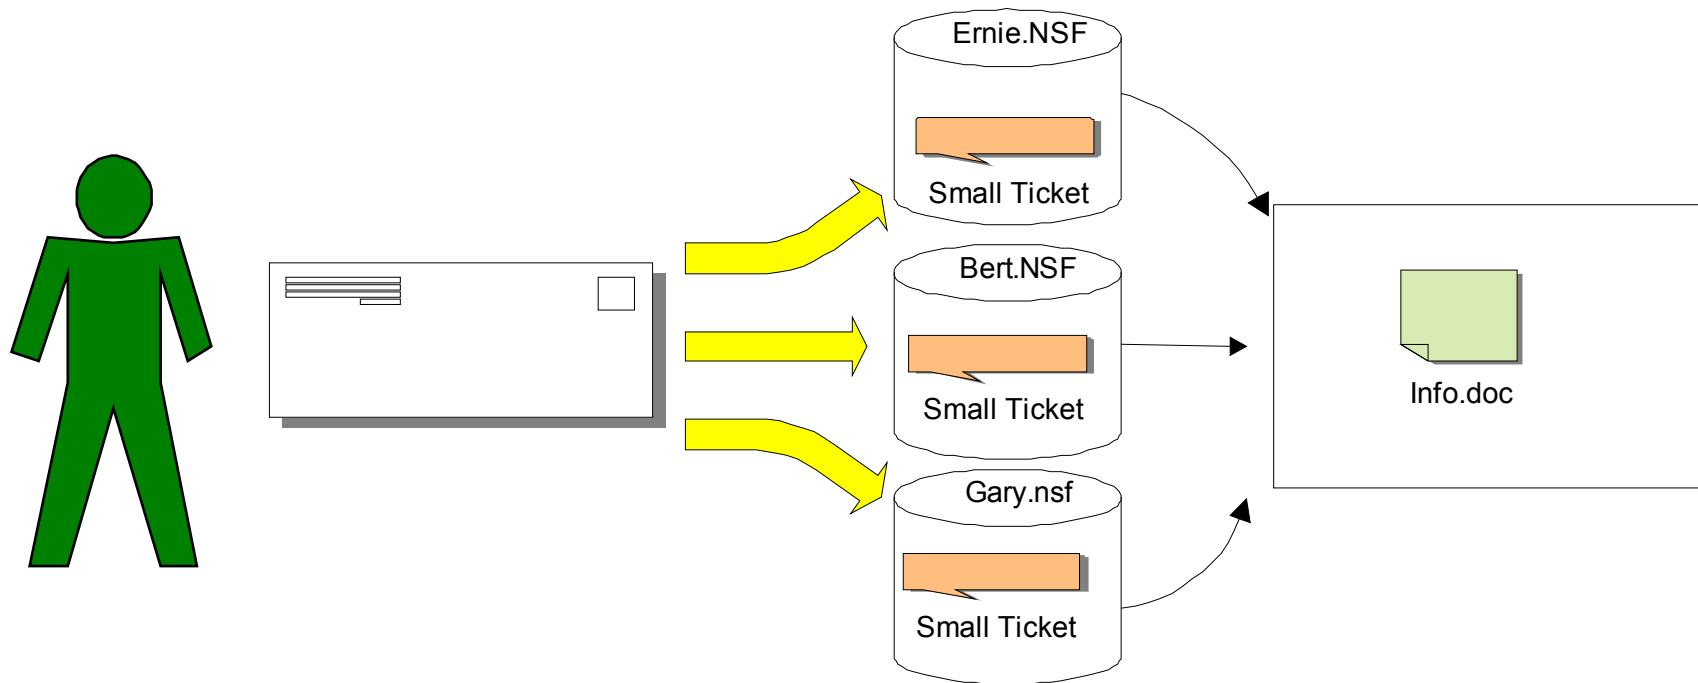 Ernie.NSF
Small Ticket
Bert.NSF
Small Ticket
Info.doc
Gary.nsf
Small Ticket